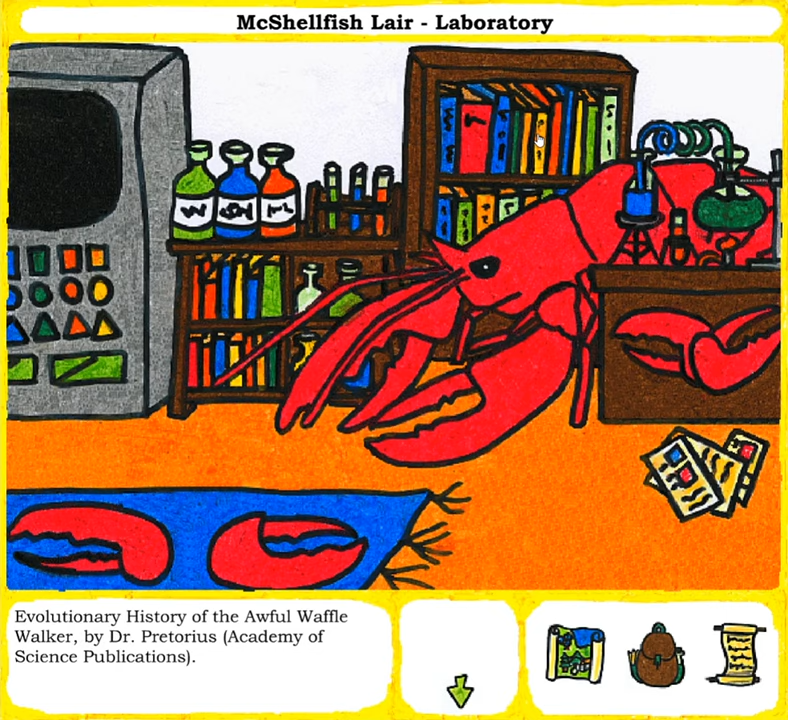 McShellfish Lair - Laboratory
Evolutionary History of the Awful Waffle
Walker, by Dr. Pretorius (Academy of
Science Publications).